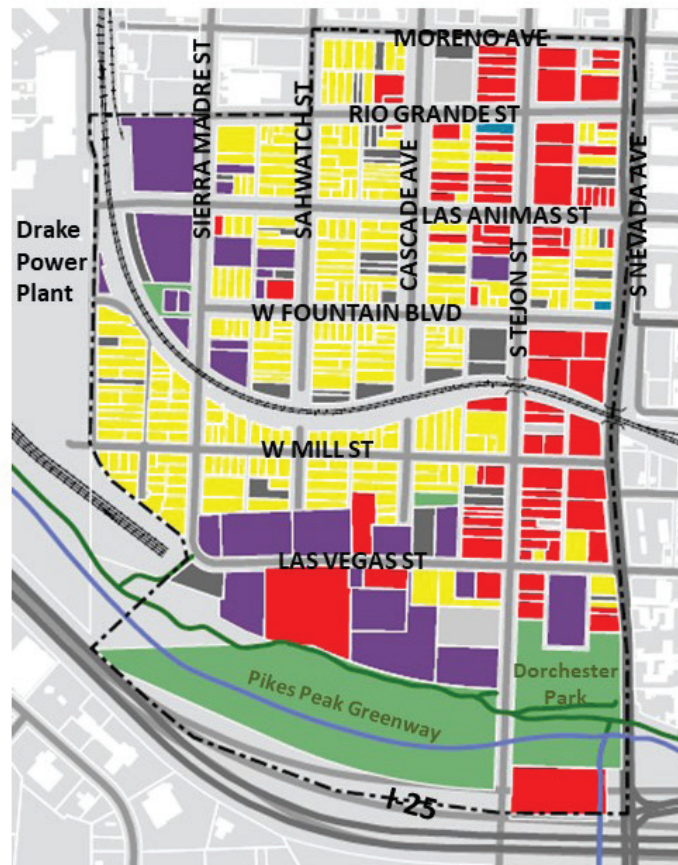 MORENO AVE
RIO GRANDE ST
SIERRA MADRE ST
SAHWATCH ST
CASCADE AVE
LAS ANIMAS ST
S TEJON ST
S NEVADA AVE
Drake
Power
Plant
W FOUNTAIN BLVD
W MILL ST
LAS VEGAS ST
Pikes Peak Greenway
Dorchester
Park
I-25